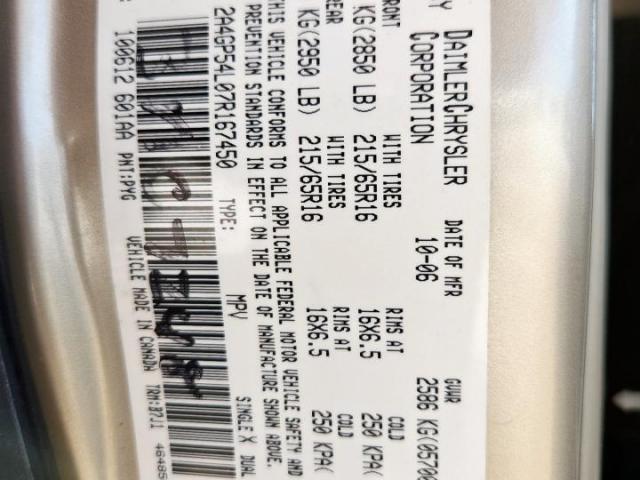 DAIMLERCHRYSLER CORPORATION
DATE OF MFR 10-06
GVWR 2586 KG(0570
FRONT
WITH TIRES
RIMS AT
COLD
KG(2850 LB) 215/65R16 16X6.5 250 KPA(
REAR
WITH TIRES
RIMS AT
COLD
KG(2950 LB) 215/65R16 16X6.5 250 KPA(
THIS VEHICLE CONFORMS TO ALL APPLICABLE FEDERAL MOTOR VEHICLE SAFETY AND
PREVENTION STANDARDS IN EFFECT ON THE DATE OF MANUFACTURE SHOWN ABOVE.
2A4GP54L07R167450 TYPE: MPV SINGLE X DUAL
100612 601AA PNT:PYG VEHICLE MADE IN CANADA TRM:B7J1 46485